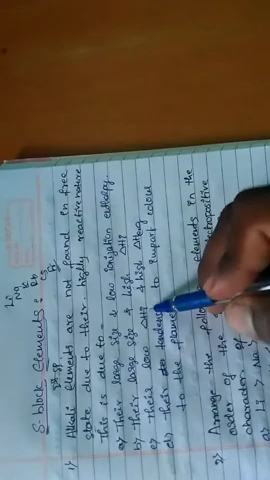 Li
Na
K
Rb
Cs
Fr
S-block Elements:
1) Alkali elements are not found in free
state due to their highly reactive nature
This is due to -
a) Their large size & low ionization enthalpy.
b) Their large size & high ΔHi
c) Their low ΔHi & high ΔHeg
d) Their tendency to impart colour
to the flame
2) Arrange the elements in the
order of the electropositive
character. of
a) Li > Na >